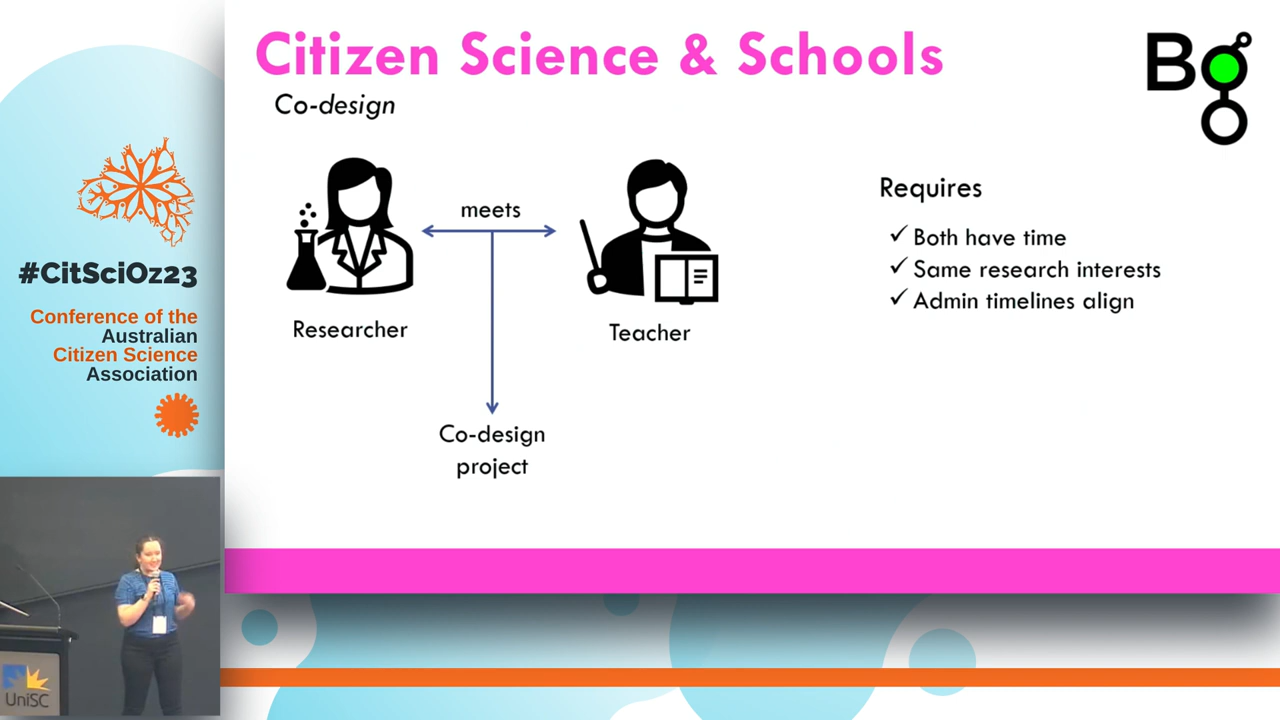 Citizen Science & Schools
Co-design
Bg
meets
Researcher
Teacher
Co-design
project
Requires
✓ Both have time
✓ Same research interests
✓ Admin timelines align
#CitSciOz23
Conference of the
Australian
Citizen Science
Association
UniSC